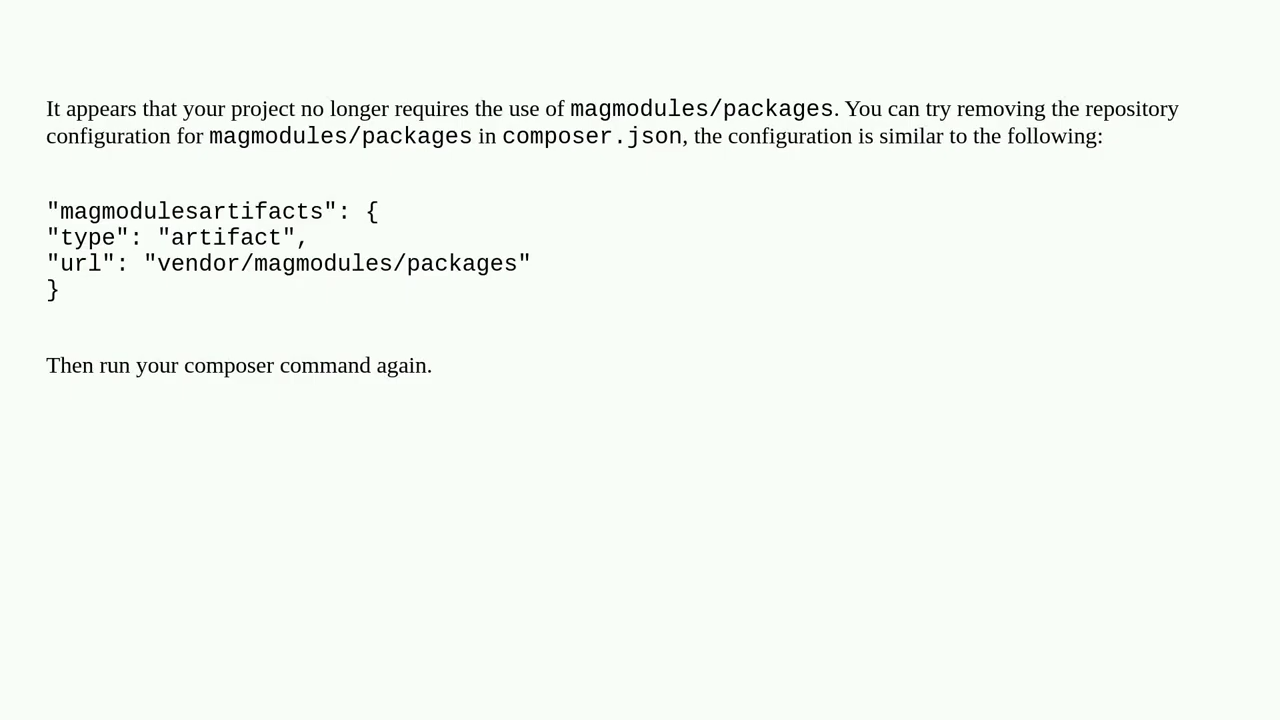 It appears that your project no longer requires the use of magmodules/packages. You can try removing the repository
configuration for magmodules/packages in composer.json, the configuration is similar to the following:
"magmodulesartifacts": {
"type": "artifact",
"url": "vendor/magmodules/packages"
}
Then run your composer command again.